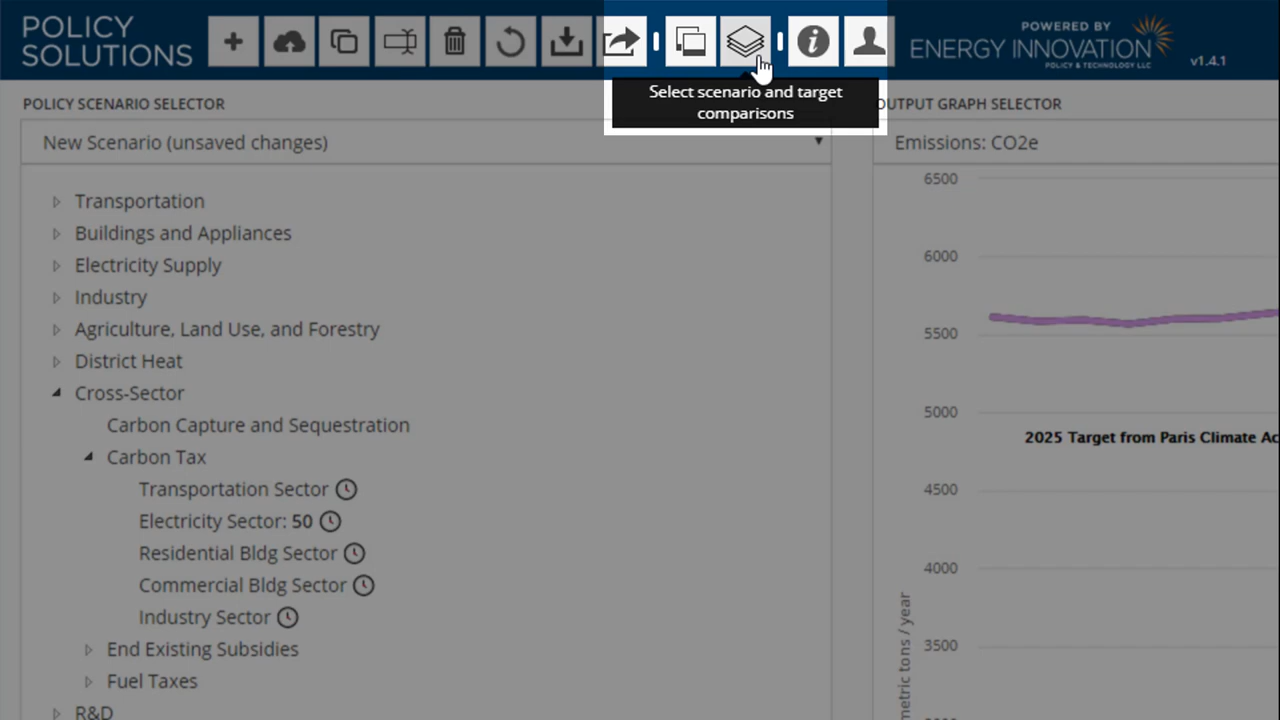 POLICY
SOLUTIONS
POWERED BY
ENERGY INNOVATION
POLICY & TECHNOLOGY LLC
v1.4.1
Select scenario and target
comparisons
POLICY SCENARIO SELECTOR
New Scenario (unsaved changes)
Transportation
Buildings and Appliances
Electricity Supply
Industry
Agriculture, Land Use, and Forestry
District Heat
Cross-Sector
Carbon Capture and Sequestration
Carbon Tax
Transportation Sector
Electricity Sector: 50
Residential Bldg Sector
Commercial Bldg Sector
Industry Sector
End Existing Subsidies
Fuel Taxes
R&D
OUTPUT GRAPH SELECTOR
Emissions: CO2e
6500
6000
5500
5000
2025 Target from Paris Climate Ac
4500
4000
3500
metric tons / year